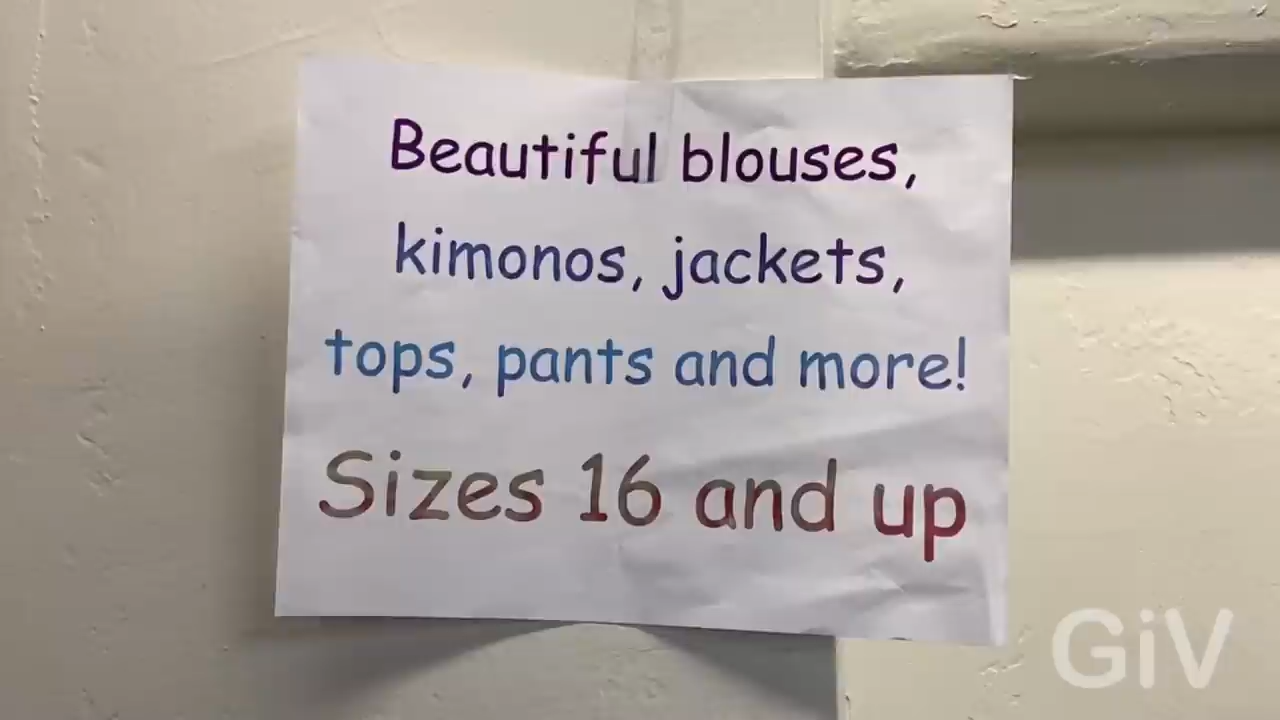 Beautiful blouses,
kimonos, jackets,
tops, pants and more!
Sizes 16 and up
GiV